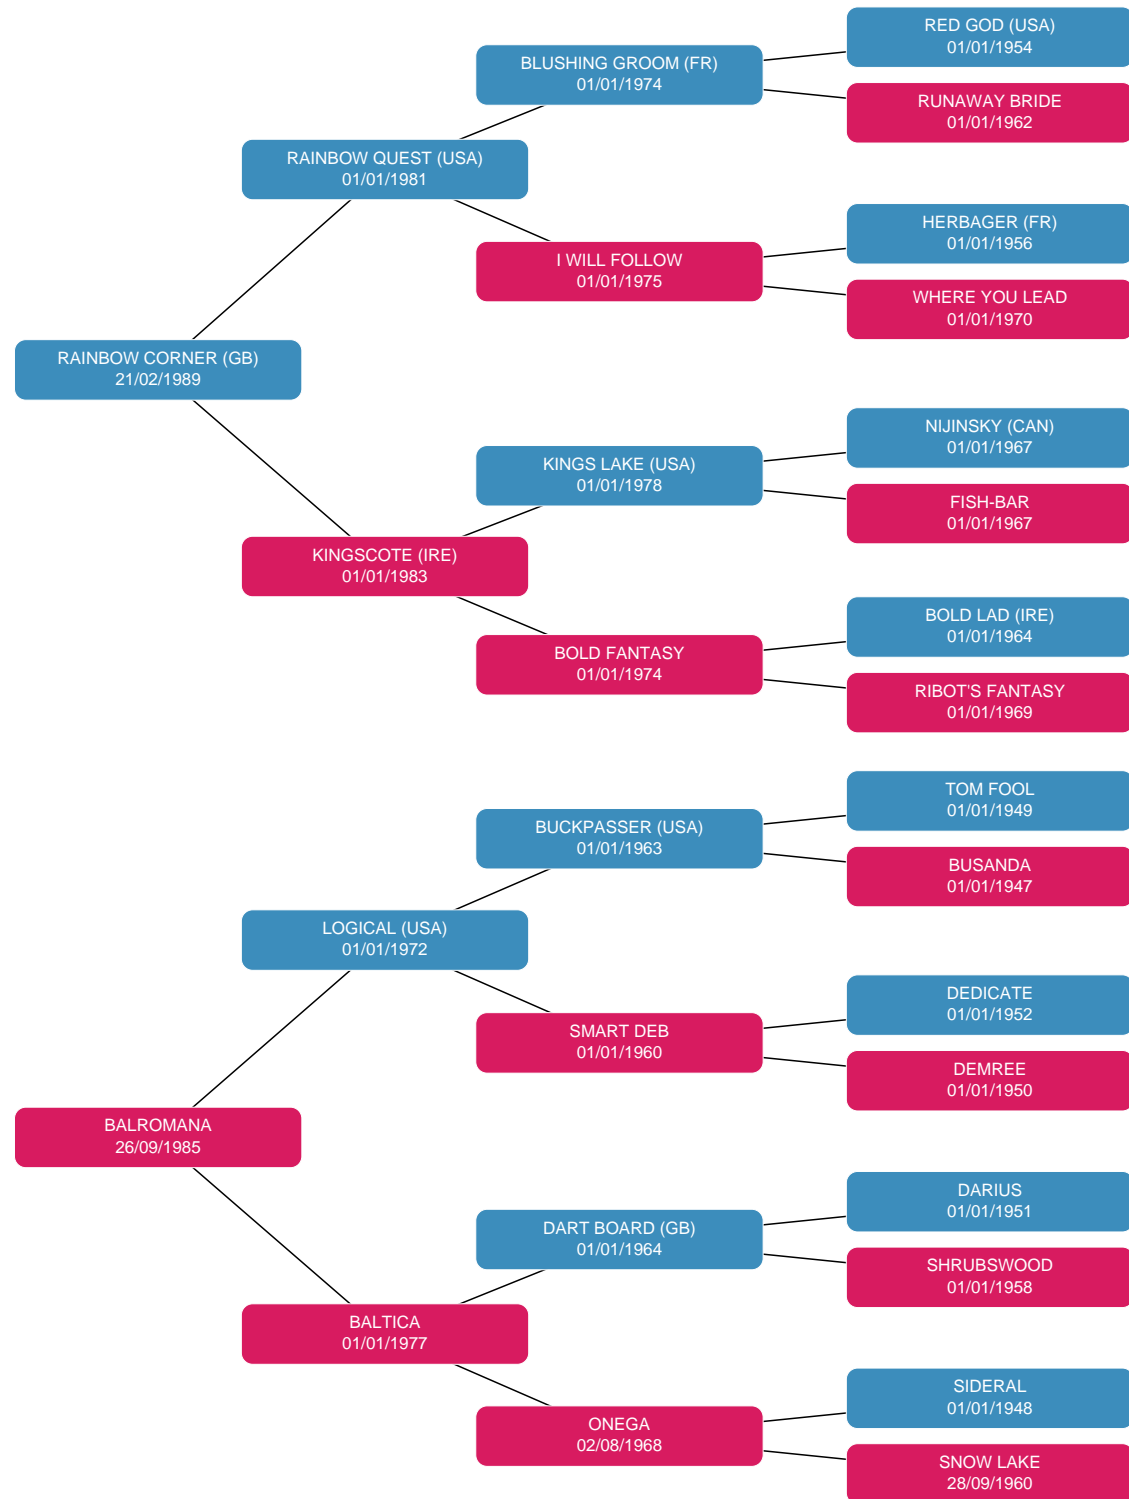 RED GOD (USA)
01/01/1954
BLUSHING GROOM (FR)
01/01/1974
RUNAWAY BRIDE
01/01/1962
RAINBOW QUEST (USA)
01/01/1981
HERBAGER (FR)
01/01/1956
I WILL FOLLOW
01/01/1975
WHERE YOU LEAD
01/01/1970
RAINBOW CORNER (GB)
21/02/1989
NIJINSKY (CAN)
01/01/1967
KINGS LAKE (USA)
01/01/1978
FISH-BAR
01/01/1967
KINGSCOTE (IRE)
01/01/1983
BOLD LAD (IRE)
01/01/1964
BOLD FANTASY
01/01/1974
RIBOT'S FANTASY
01/01/1969
TOM FOOL
01/01/1949
BUCKPASSER (USA)
01/01/1963
BUSANDA
01/01/1947
LOGICAL (USA)
01/01/1972
DEDICATE
01/01/1952
SMART DEB
01/01/1960
DEMREE
01/01/1950
BALROMANA
26/09/1985
DARIUS
01/01/1951
DART BOARD (GB)
01/01/1964
SHRUBSWOOD
01/01/1958
BALTICA
01/01/1977
SIDERAL
01/01/1948
ONEGA
02/08/1968
SNOW LAKE
28/09/1960